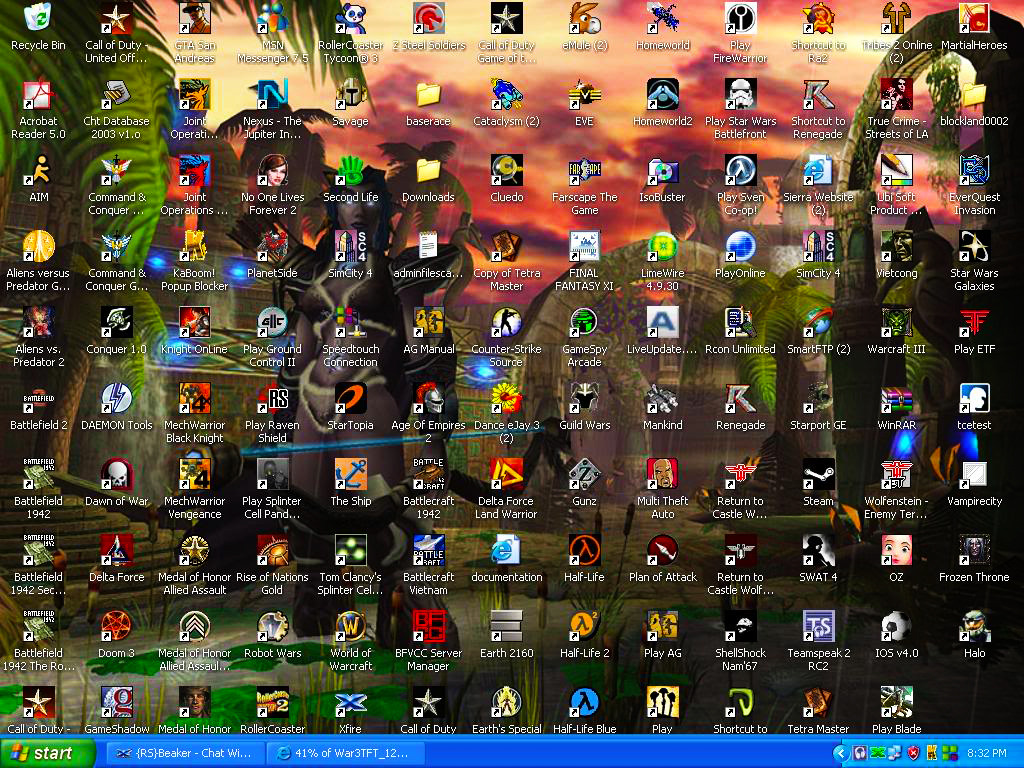 Recycle Bin
Call of Duty -
United Off...
GTA San
Andreas
MSN
Messenger 7.5
RollerCoaster
Tycoon® 3
Z Steel Soldiers
Call of Duty
Game of t...
eMule (2)
Homeworld
Play
FireWarrior
Shortcut to
Ra2
Tribes 2 Online
(2)
MartialHeroes
Acrobat
Reader 5.0
Cht Database
2003 v1.o
Joint
Operati...
Nexus - The
Jupiter In...
Savage
baserace
Cataclysm (2)
EVE
Homeworld2
Play Star Wars
Battlefront
Shortcut to
Renegade
True Crime -
Streets of LA
blockland0002
AIM
Command &
Conquer ...
Joint
Operations ...
No One Lives
Forever 2
Second Life
Downloads
Cluedo
FARSCAPE
Farscape The
Game
IsoBuster
Play Sven
Co-op!
Sierra Website
(2)
Ubi Soft
Product ...
EverQuest
Invasion
Aliens versus
Predator G...
Command &
Conquer G...
KaBoom!
Popup Blocker
PlanetSide
SC4
SimCity 4
adminfilesca...
Copy of Tetra
Master
FINAL
FANTASY XI
LimeWire
4.9.30
PlayOnline
SC4
SimCity 4
Vietcong
Star Wars
Galaxies
Aliens vs.
Predator 2
Conquer 1.0
Knight OnLine
Play Ground
Control II
Speedtouch
Connection
AG Manual
Counter-Strike
Source
GameSpy
Arcade
LiveUpdate....
Rcon Unlimited
SmartFTP (2)
Warcraft III
Play ETF
BATTLEFIELD
Battlefield 2
DAEMON Tools
MechWarrior
Black Knight
RS
Play Raven
Shield
StarTopia
Age Of Empires
2
Dance eJay 3
(2)
Guild Wars
Mankind
Renegade
Starport GE
WinRAR
tcetest
BATTLEFIELD
1942
Battlefield
1942
Dawn of War
MechWarrior
Vengeance
Play Splinter
Cell Pand...
The Ship
BATTLE
CRAFT
Battlecraft
1942
Delta Force
Land Warrior
Gunz
Multi Theft
Auto
Return to
Castle W...
Steam
Wolfenstein -
Enemy Ter...
Vampirecity
BATTLEFIELD
1942
Battlefield
1942 Sec...
Delta Force
Medal of Honor
Allied Assault
Rise of Nations
Gold
Tom Clancy's
Splinter Cel...
BATTLE
CRAFT
Battlecraft
Vietnam
documentation
Half-Life
Plan of Attack
Return to
Castle Wolf...
SWAT 4
OZ
Frozen Throne
BATTLEFIELD
1942
Battlefield
1942 The Ro...
Doom 3
Medal of Honor
Allied Assaul...
Robot Wars
World of
Warcraft
BFVCC Server
Manager
Earth 2160
Half-Life 2
Play AG
ShellShock
Nam'67
TS
Teamspeak 2
RC2
IOS v4.0
Halo
Call of Duty -
GameShadow
Medal of Honor
RollerCoaster
Xfire
Call of Duty
Earth's Special
Half-Life Blue
Play
Shortcut to
Tetra Master
Play Blade
start
{RS}Beaker - Chat Wi...
41% of War3TFT_12...
8:32 PM